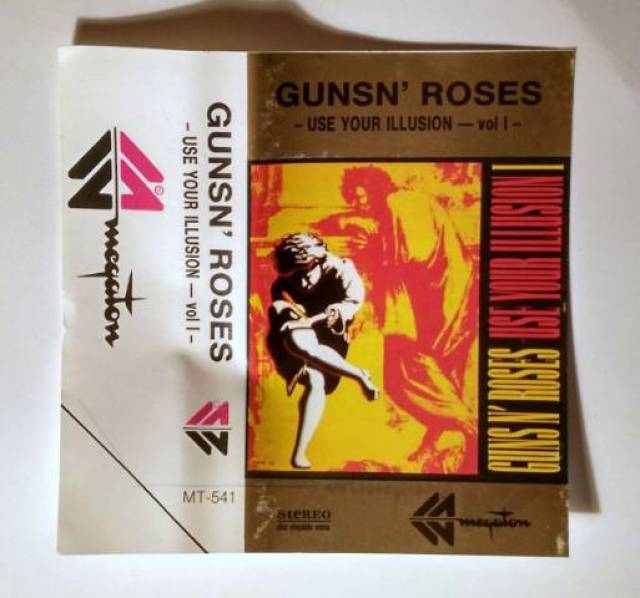 megaton
R
GUNSN' ROSES
- USE YOUR ILLUSION — vol I -
MT-541
GUNSN' ROSES
- USE YOUR ILLUSION — vol I -
GUNS N' ROSES USE YOUR ILLUSION I
SteREO
megaton